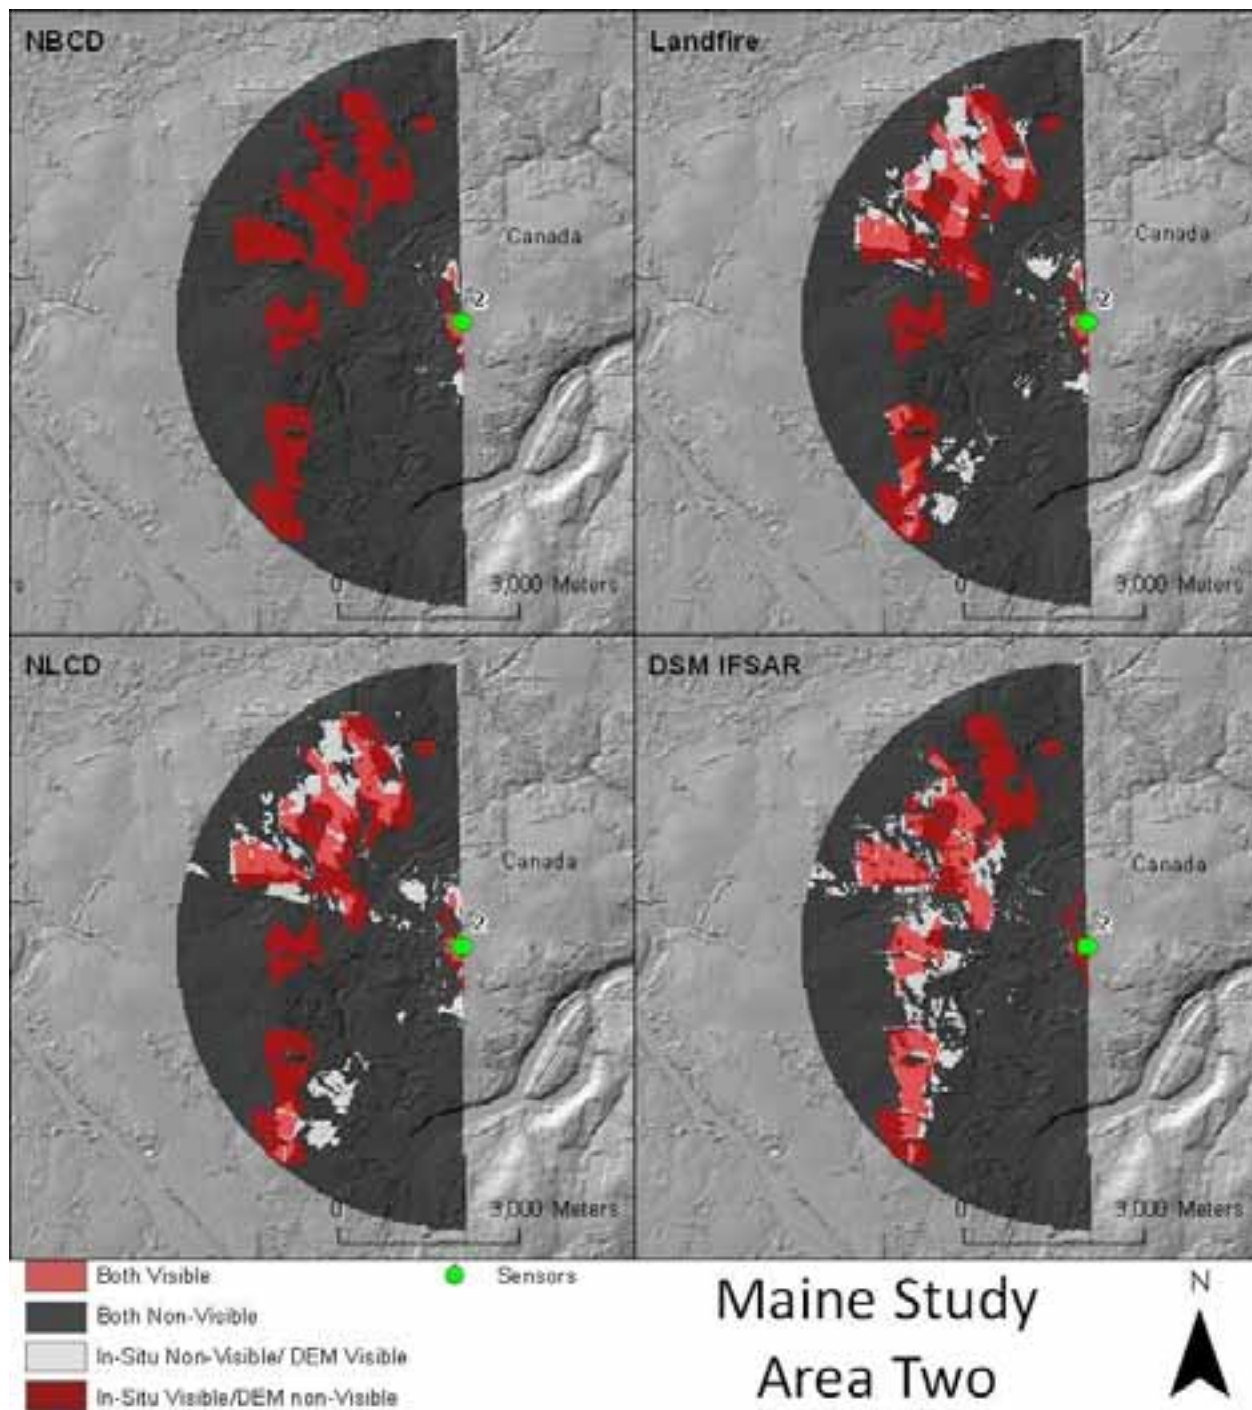 NBCD
Landfire
Canada
Canada
2
2
0
3,000 Meters
0
3,000 Meters
s
NLCD
DSM IFSAR
Canada
Canada
2
2
0
3,000 Meters
0
3,000 Meters
Both Visible
Sensors
Both Non-Visible
In-Situ Non-Visible/ DEM Visible
In-Situ Visible/DEM non-Visible
Maine Study
Area Two
N